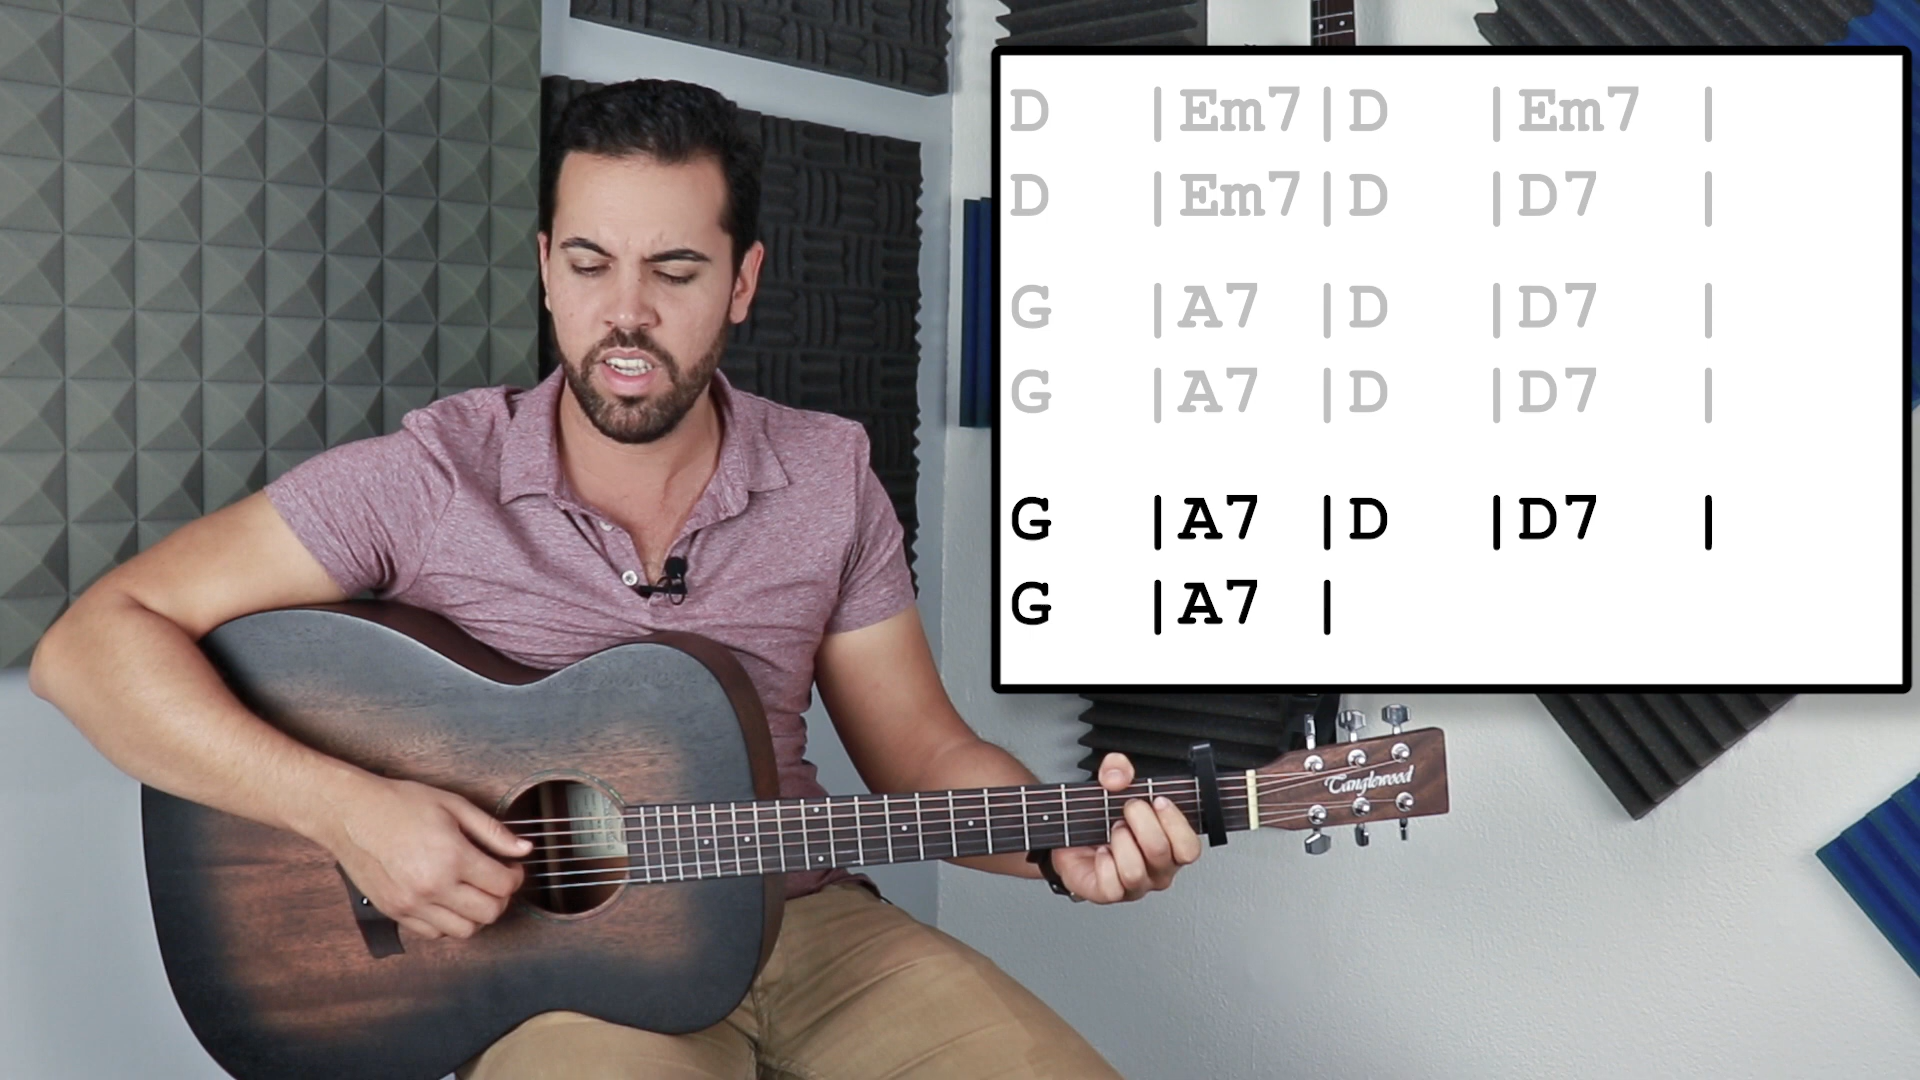 D |Em7|D |Em7 |
D |Em7|D |D7 |
G |A7 |D |D7 |
G |A7 |D |D7 |
G |A7 |D |D7 |
G |A7 |
Tanglewood